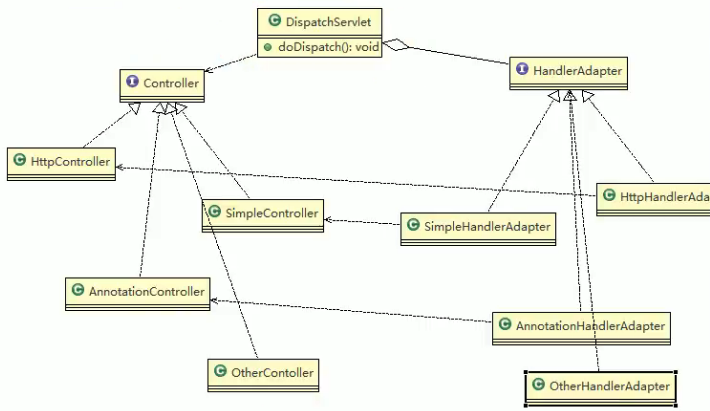 DispatchServlet
doDispatch(): void
Controller
HandlerAdapter
HttpController
HttpHandlerAda
SimpleController
SimpleHandlerAdapter
AnnotationController
AnnotationHandlerAdapter
OtherContoller
OtherHandlerAdapter